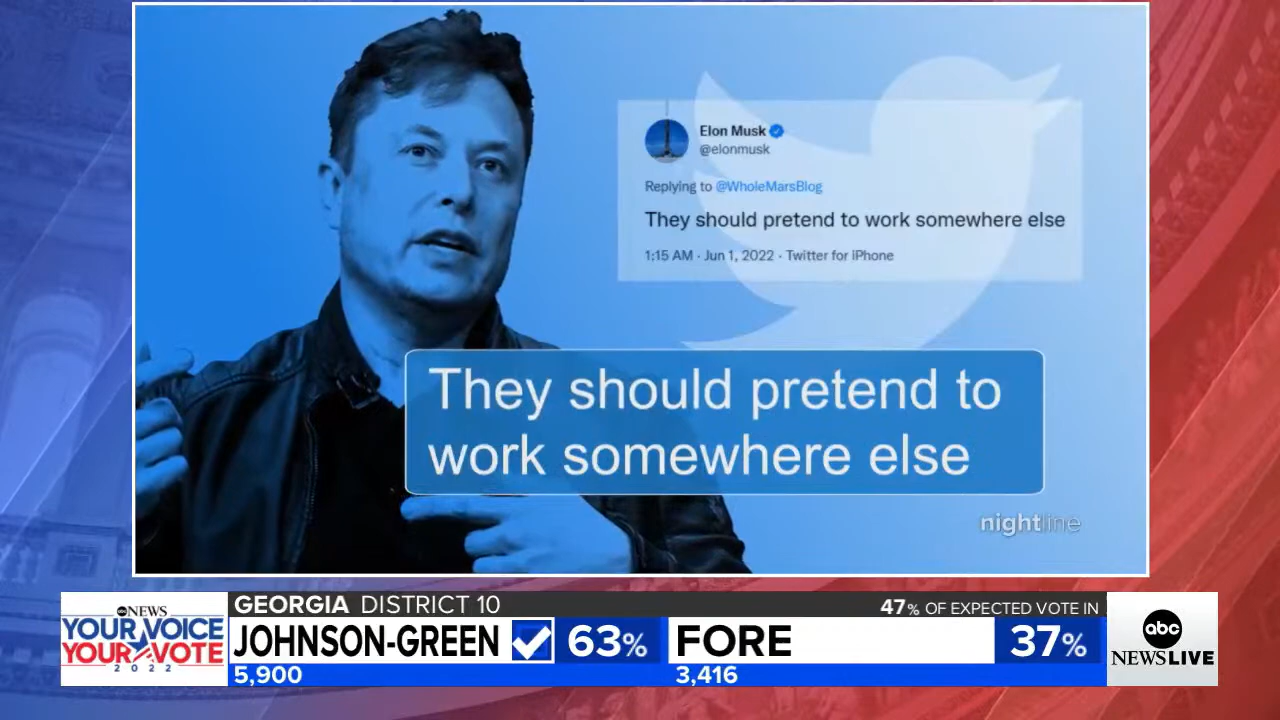 Elon Musk
@elonmusk
Replying to @WholeMarsBlog
They should pretend to work somewhere else
1:15 AM · Jun 1, 2022 · Twitter for iPhone
They should pretend to
work somewhere else
nightline
abc NEWS
YOUR VOICE
YOUR VOTE
2022
GEORGIA DISTRICT 10
47% OF EXPECTED VOTE IN
JOHNSON-GREEN 63%
5,900
FORE 37%
3,416
abc
NEWS LIVE